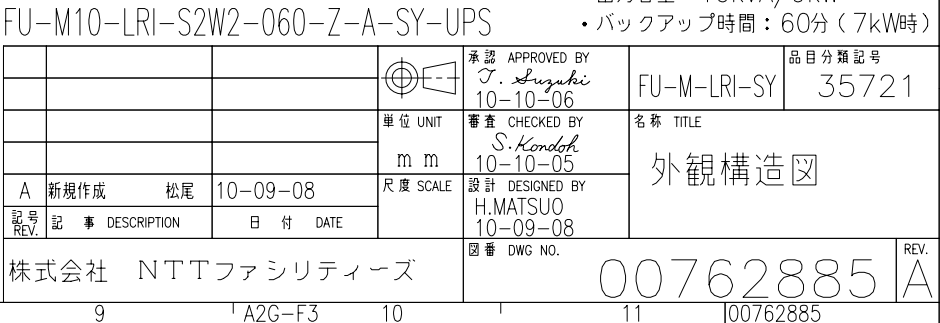 FU-M10-LRI-S2W2-060-Z-A-SY-UPS
・バックアップ時間：60分（7kW時）
承認 APPROVED BY
T. Suzuki
10-10-06
FU-M-LRI-SY
品目分類記号
35721
単位 UNIT
mm
審査 CHECKED BY
S. Kondoh
10-10-05
名称 TITLE
外観構造図
A 新規作成 松尾 10-09-08
尺度 SCALE
設計 DESIGNED BY
H.MATSUO
10-09-08
記号 REV.
記事 DESCRIPTION
日付 DATE
株式会社 NTTファシリティーズ
図番 DWG NO.
00762885
REV.
A
9 A2G-F3 10 11 00762885